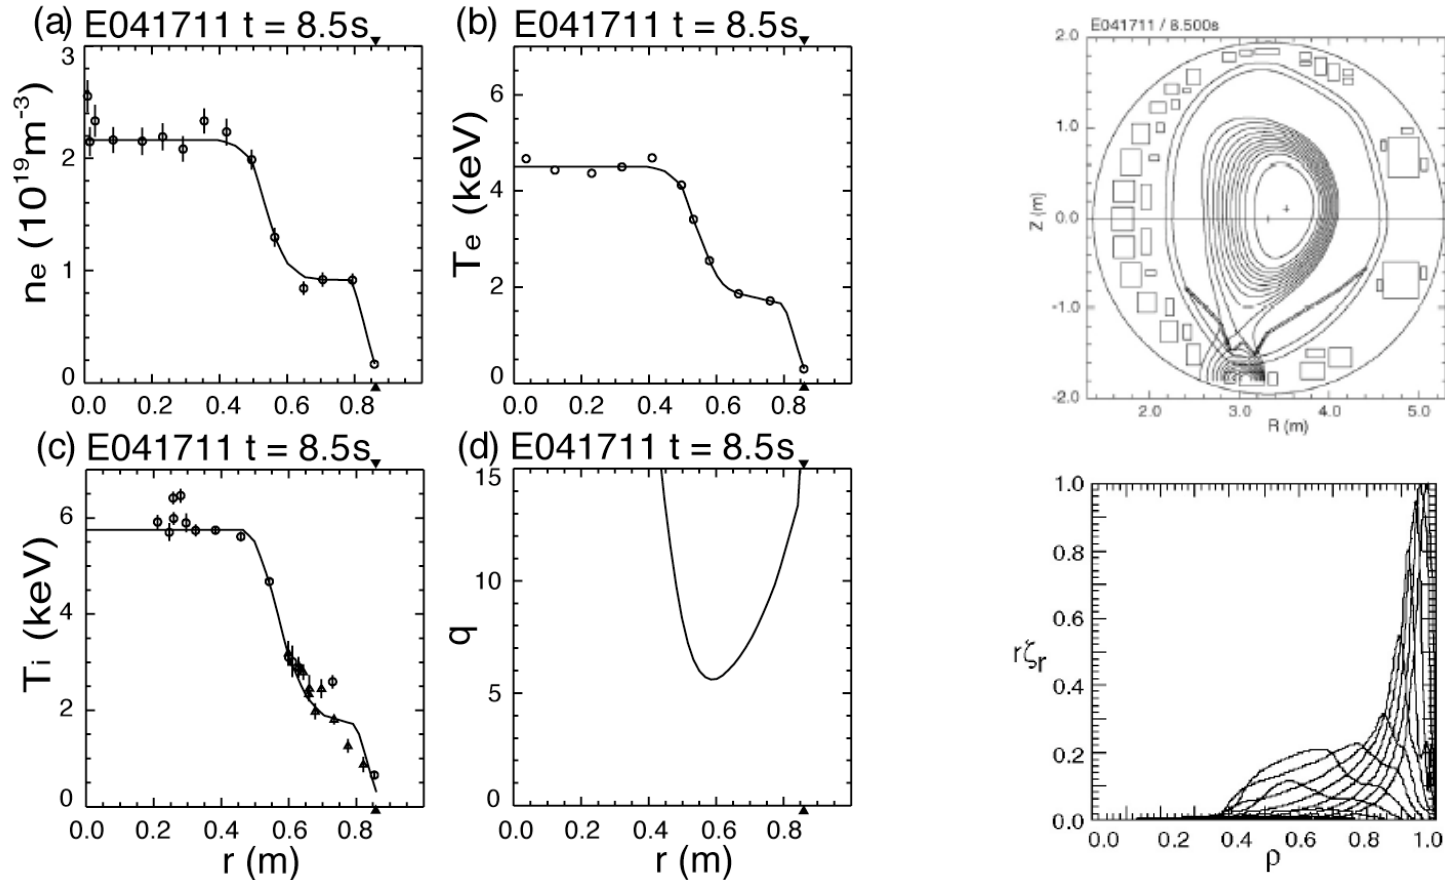 (a) E041711 t = 8.5s
3
2
1
0
ne (10^19m^-3)
0.0 0.2 0.4 0.6 0.8
(b) E041711 t = 8.5s
6
4
2
0
Te (keV)
0.0 0.2 0.4 0.6 0.8
E041711 / 8.500s
2.0
1.0
0.0
-1.0
-2.0
Z (m)
2.0 3.0 4.0 5.0
R (m)
(c) E041711 t = 8.5s
6
4
2
0
Ti (keV)
0.0 0.2 0.4 0.6 0.8
r (m)
(d) E041711 t = 8.5s
15
10
5
0
q
0.0 0.2 0.4 0.6 0.8
r (m)
1.0
0.8
0.6
0.4
0.2
0.0
rζr
0.0 0.2 0.4 0.6 0.8 1.0
ρ